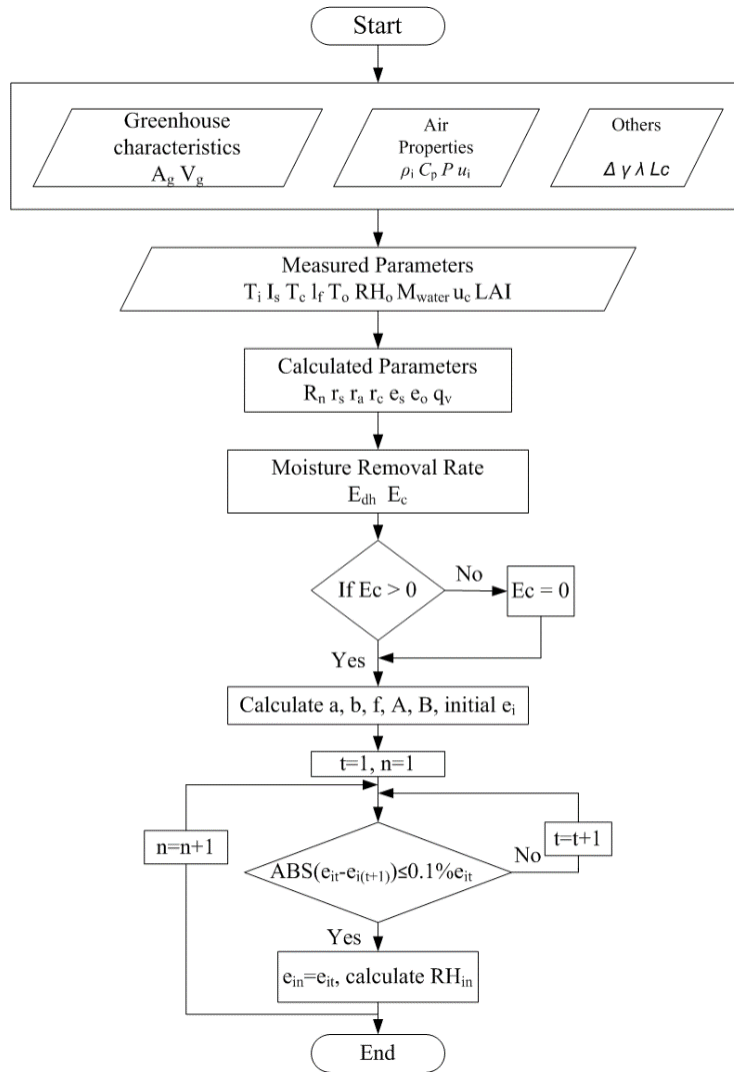 Start
Greenhouse
characteristics
A_g V_g
Air
Properties
ρ_i C_p P u_i
Others
Δ γ λ Lc
Measured Parameters
T_i I_s T_c l_f T_o RH_o M_water u_c LAI
Calculated Parameters
R_n r_s r_a r_c e_s e_o q_v
Moisture Removal Rate
E_dh E_c
If Ec > 0
No
Ec = 0
Yes
Calculate a, b, f, A, B, initial e_i
t=1, n=1
n=n+1
t=t+1
No
ABS(e_it-e_i(t+1))≤0.1%e_it
Yes
e_in=e_it, calculate RH_in
End